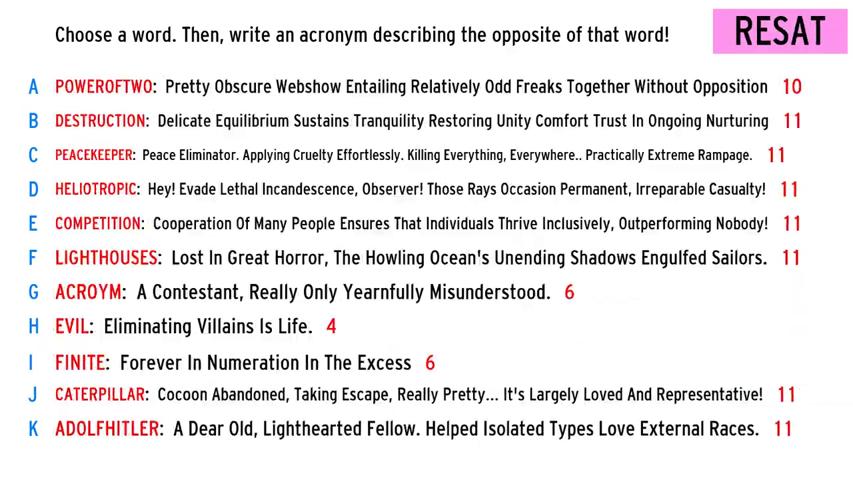 Choose a word. Then, write an acronym describing the opposite of that word!
RESAT
A POWEROFTWO: Pretty Obscure Webshow Entailing Relatively Odd Freaks Together Without Opposition 10
B DESTRUCTION: Delicate Equilibrium Sustains Tranquility Restoring Unity Comfort Trust In Ongoing Nurturing 11
C PEACEKEEPER: Peace Eliminator. Applying Cruelty Effortlessly. Killing Everything, Everywhere.. Practically Extreme Rampage. 11
D HELIOTROPIC: Hey! Evade Lethal Incandescence, Observer! Those Rays Occasion Permanent, Irreparable Casualty! 11
E COMPETITION: Cooperation Of Many People Ensures That Individuals Thrive Inclusively, Outperforming Nobody! 11
F LIGHTHOUSES: Lost In Great Horror, The Howling Ocean's Unending Shadows Engulfed Sailors. 11
G ACROYM: A Contestant, Really Only Yearnfully Misunderstood. 6
H EVIL: Eliminating Villains Is Life. 4
I FINITE: Forever In Numeration In The Excess 6
J CATERPILLAR: Cocoon Abandoned, Taking Escape, Really Pretty... It's Largely Loved And Representative! 11
K ADOLFHITLER: A Dear Old, Lighthearted Fellow. Helped Isolated Types Love External Races. 11